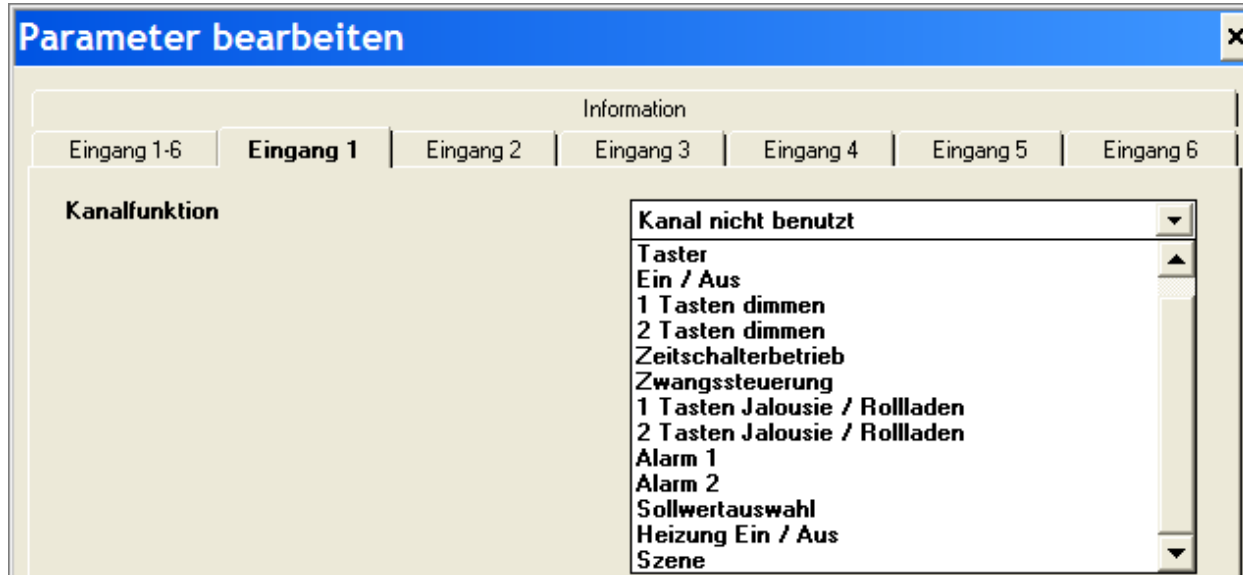 Parameter bearbeiten
Information
Eingang 1-6 Eingang 1 Eingang 2 Eingang 3 Eingang 4 Eingang 5 Eingang 6
Kanalfunktion
Kanal nicht benutzt
Taster
Ein / Aus
1 Tasten dimmen
2 Tasten dimmen
Zeitschalterbetrieb
Zwangssteuerung
1 Tasten Jalousie / Rollladen
2 Tasten Jalousie / Rollladen
Alarm 1
Alarm 2
Sollwertauswahl
Heizung Ein / Aus
Szene